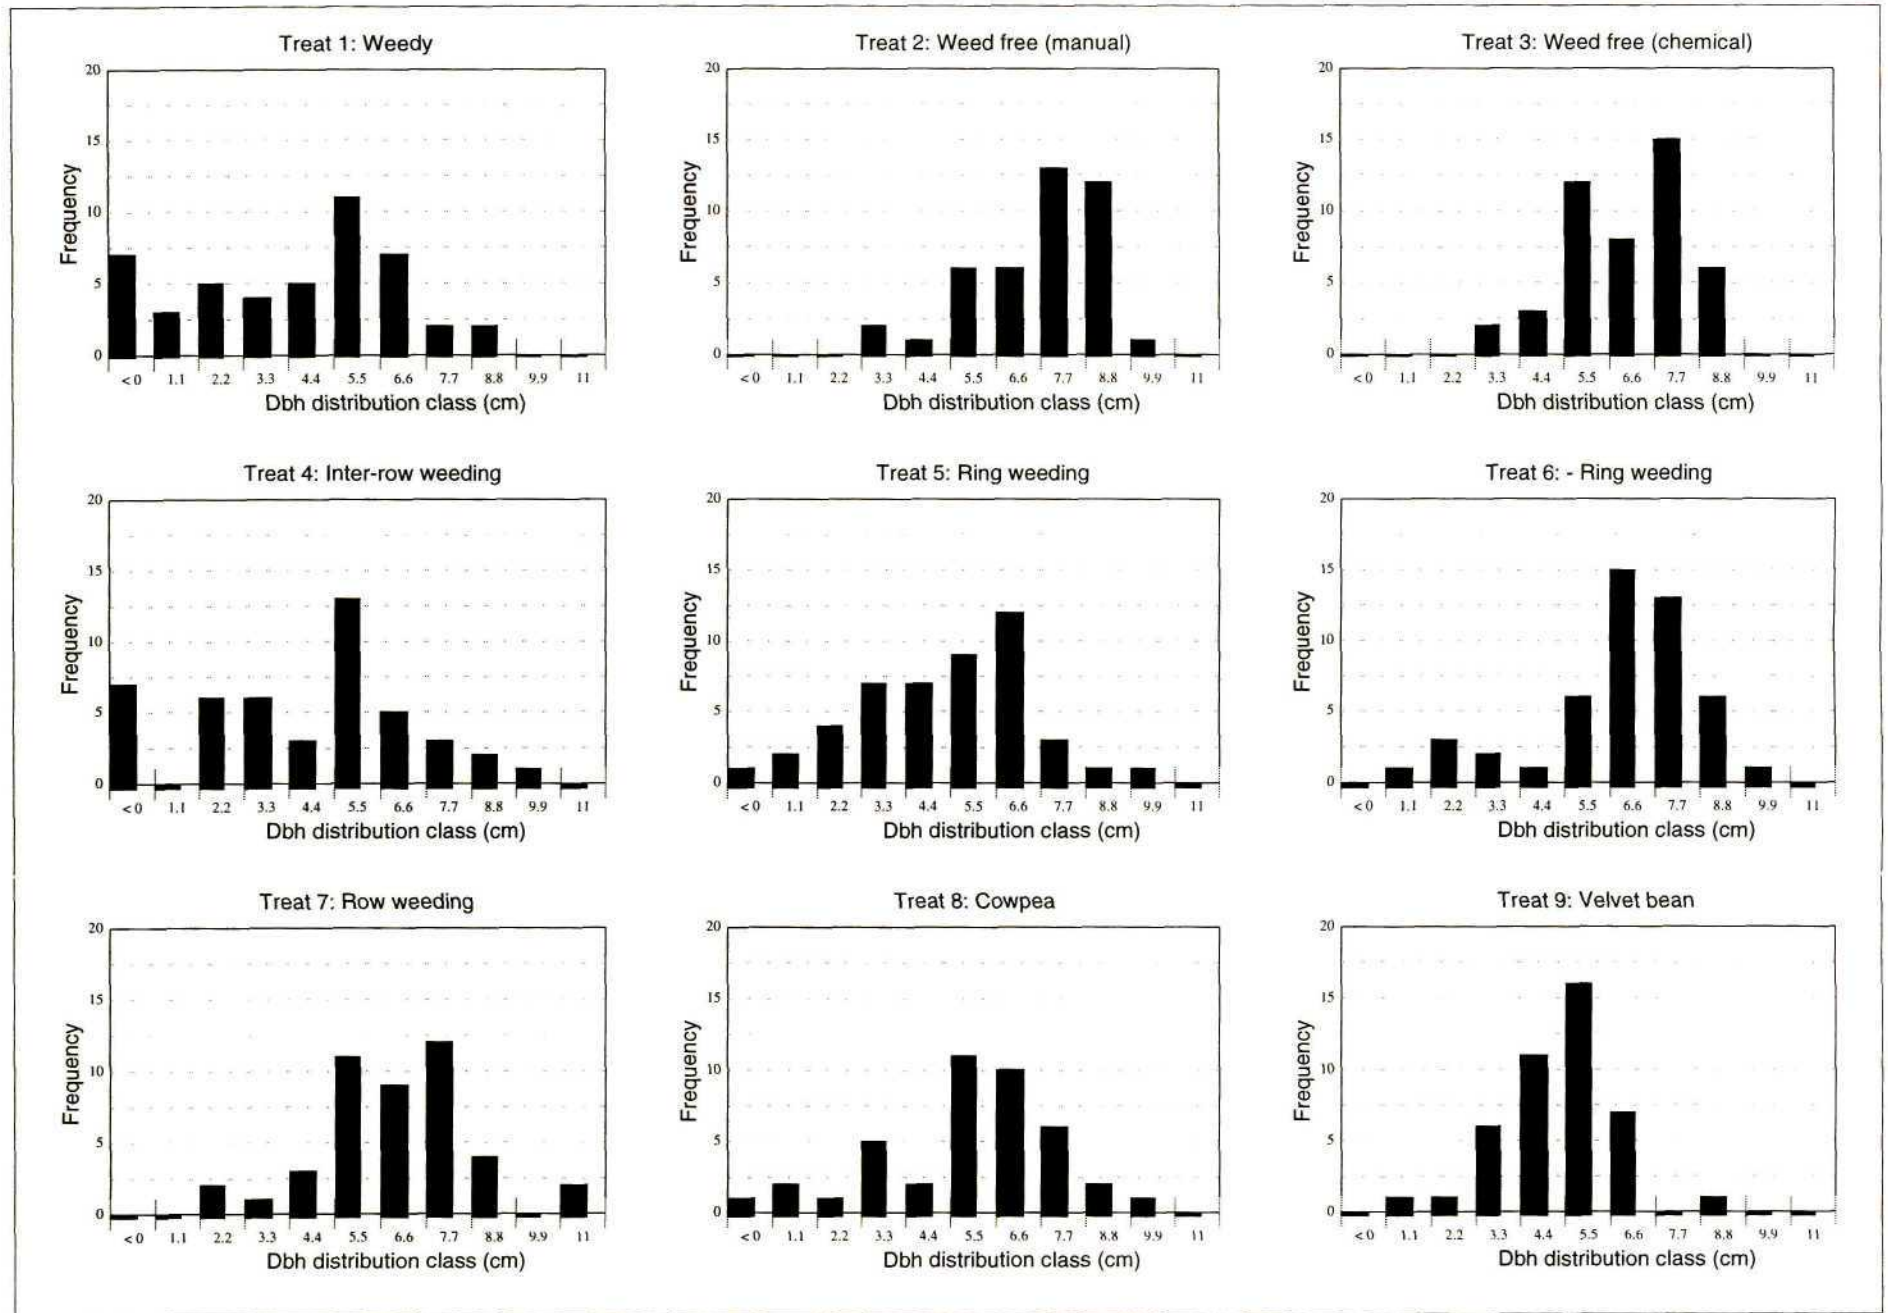 Treat 1: Weedy
20
15
10
5
0
Frequency
< 0 1.1 2.2 3.3 4.4 5.5 6.6 7.7 8.8 9.9 11
Dbh distribution class (cm)
Treat 2: Weed free (manual)
20
15
10
5
0
Frequency
< 0 1.1 2.2 3.3 4.4 5.5 6.6 7.7 8.8 9.9 11
Dbh distribution class (cm)
Treat 3: Weed free (chemical)
20
15
10
5
0
Frequency
< 0 1.1 2.2 3.3 4.4 5.5 6.6 7.7 8.8 9.9 11
Dbh distribution class (cm)
Treat 4: Inter-row weeding
20
15
10
5
0
Frequency
< 0 1.1 2.2 3.3 4.4 5.5 6.6 7.7 8.8 9.9 11
Dbh distribution class (cm)
Treat 5: Ring weeding
20
15
10
5
0
Frequency
< 0 1.1 2.2 3.3 4.4 5.5 6.6 7.7 8.8 9.9 11
Dbh distribution class (cm)
Treat 6: - Ring weeding
20
15
10
5
0
Frequency
< 0 1.1 2.2 3.3 4.4 5.5 6.6 7.7 8.8 9.9 11
Dbh distribution class (cm)
Treat 7: Row weeding
20
15
10
5
0
Frequency
< 0 1.1 2.2 3.3 4.4 5.5 6.6 7.7 8.8 9.9 11
Dbh distribution class (cm)
Treat 8: Cowpea
20
15
10
5
0
Frequency
< 0 1.1 2.2 3.3 4.4 5.5 6.6 7.7 8.8 9.9 11
Dbh distribution class (cm)
Treat 9: Velvet bean
20
15
10
5
0
Frequency
< 0 1.1 2.2 3.3 4.4 5.5 6.6 7.7 8.8 9.9 11
Dbh distribution class (cm)